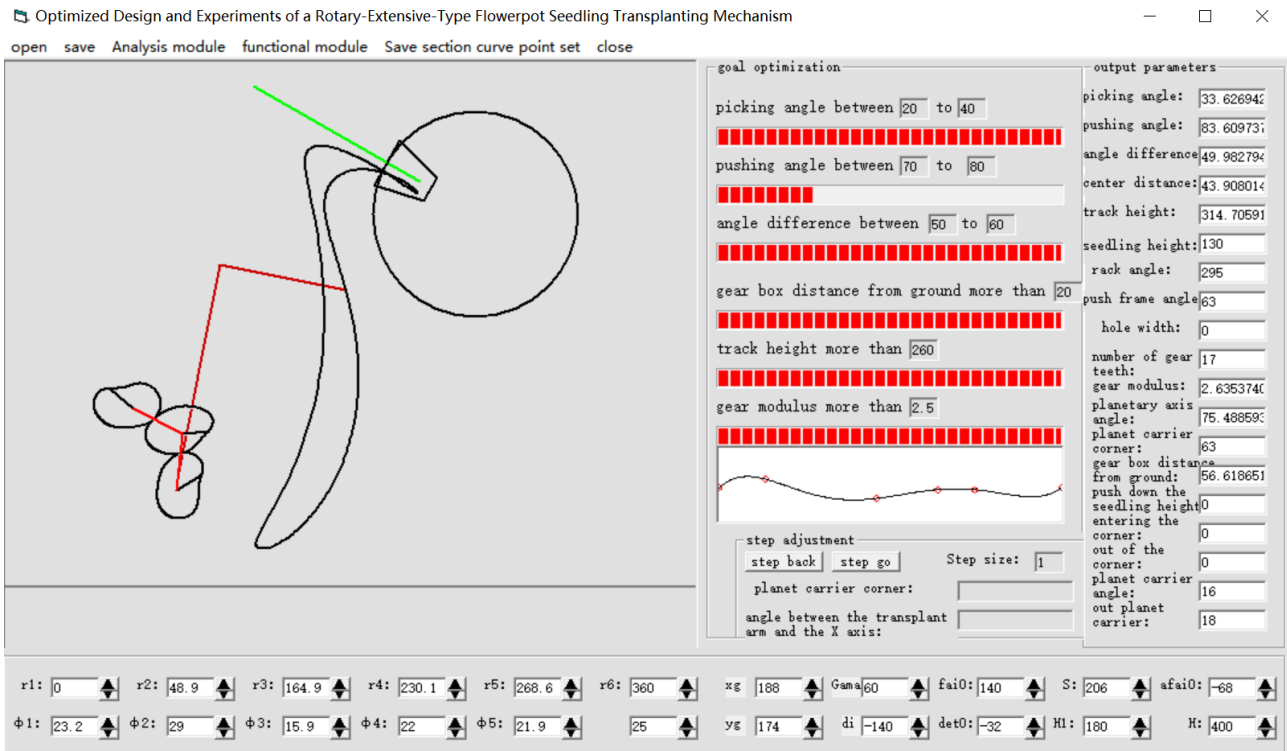 Optimized Design and Experiments of a Rotary-Extensive-Type Flowerpot Seedling Transplanting Mechanism
open save Analysis module functional module Save section curve point set close
goal optimization
picking angle between 20 to 40
pushing angle between 70 to 80
angle difference between 50 to 60
gear box distance from ground more than 20
track height more than 260
gear modulus more than 2.5
step adjustment
step back step go Step size: 1
planet carrier corner:
angle between the transplant
arm and the X axis:
output parameters
picking angle: 33.626942
pushing angle: 83.609737
angle difference 49.982794
center distance: 43.908014
track height: 314.70591
seedling height: 130
rack angle: 295
push frame angle 63
hole width: 0
number of gear
teeth: 17
gear modulus: 2.6353740
planetary axis
angle: 75.488593
planet carrier
corner: 63
gear box distance
from ground: 56.618651
push down the
seedling height 0
entering the
corner: 0
out of the
corner: 0
planet carrier
angle: 16
out planet
carrier: 18
r1: 0 r2: 48.9 r3: 164.9 r4: 230.1 r5: 268.6 r6: 360 xg 188 Gama 60 fai0: 140 S: 206 afai0: -68
Φ1: 23.2 Φ2: 29 Φ3: 15.9 Φ4: 22 Φ5: 21.9 25 yg 174 di -140 det0: -32 H1: 180 H: 400